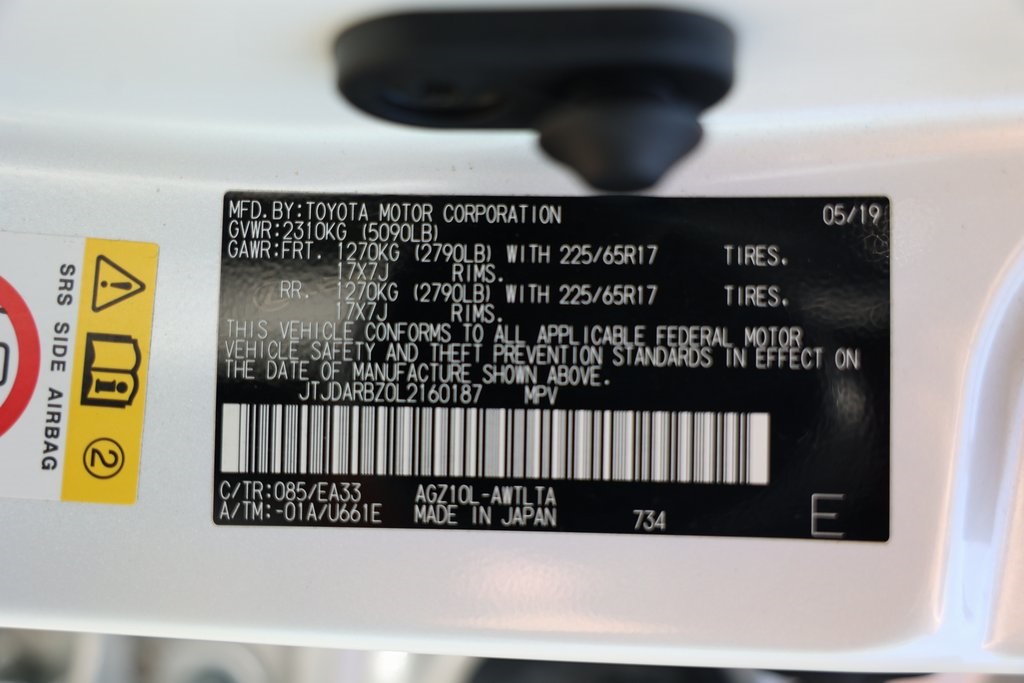 MFD.BY:TOYOTA MOTOR CORPORATION 05/19
GVWR:2310KG (5090LB)
GAWR:FRT. 1270KG (2790LB) WITH 225/65R17 TIRES.
17X7J RIMS.
RR. 1270KG (2790LB) WITH 225/65R17 TIRES.
17X7J RIMS.
THIS VEHICLE CONFORMS TO ALL APPLICABLE FEDERAL MOTOR
VEHICLE SAFETY AND THEFT PREVENTION STANDARDS IN EFFECT ON
THE DATE OF MANUFACTURE SHOWN ABOVE.
JTJDARBZ0L2160187 MPV
C/TR:085/EA33 AGZ10L-AWTLTA
A/TM:-01A/U661E MADE IN JAPAN 734 E
SRS SIDE AIRBAG
2